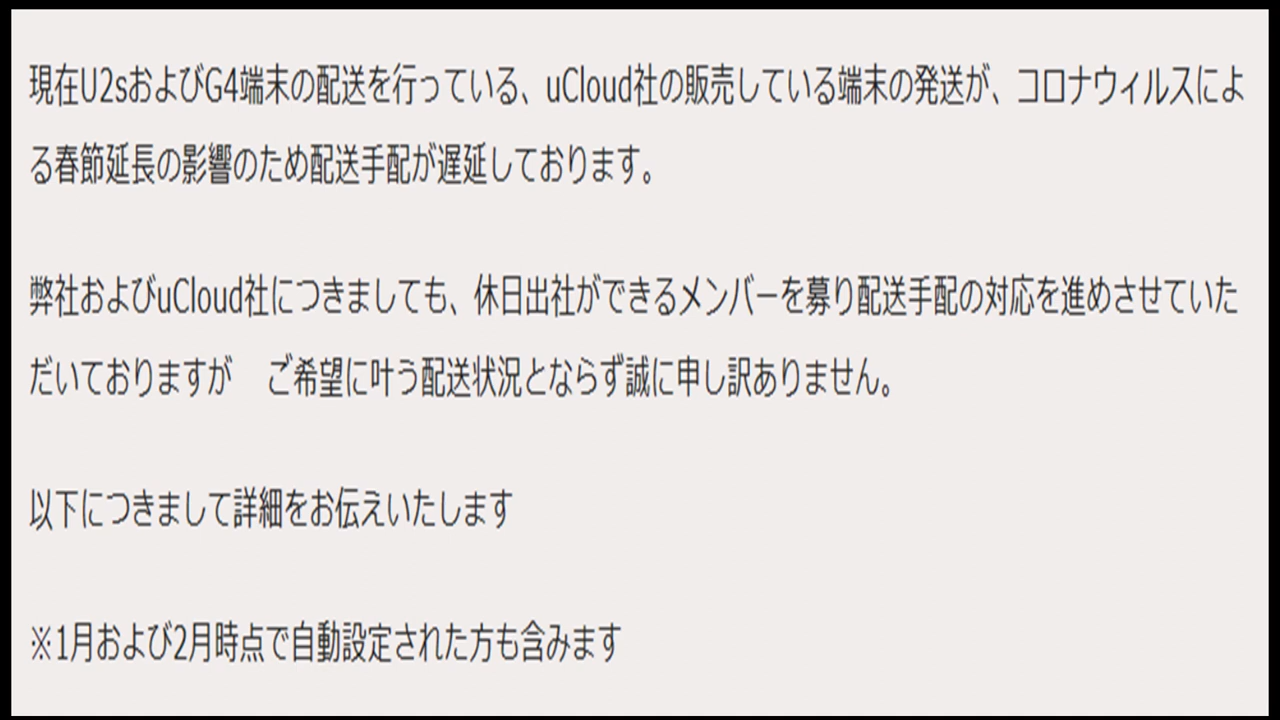 現在U2sおよびG4端末の配送を行っている、uCloud社の販売している端末の発送が、コロナウィルスによ
る春節延長の影響のため配送手配が遅延しております。
弊社およびuCloud社につきましても、休日出社ができるメンバーを募り配送手配の対応を進めさせていた
だいておりますが　ご希望に叶う配送状況とならず誠に申し訳ありません。
以下につきまして詳細をお伝えいたします
※1月および2月時点で自動設定された方も含みます